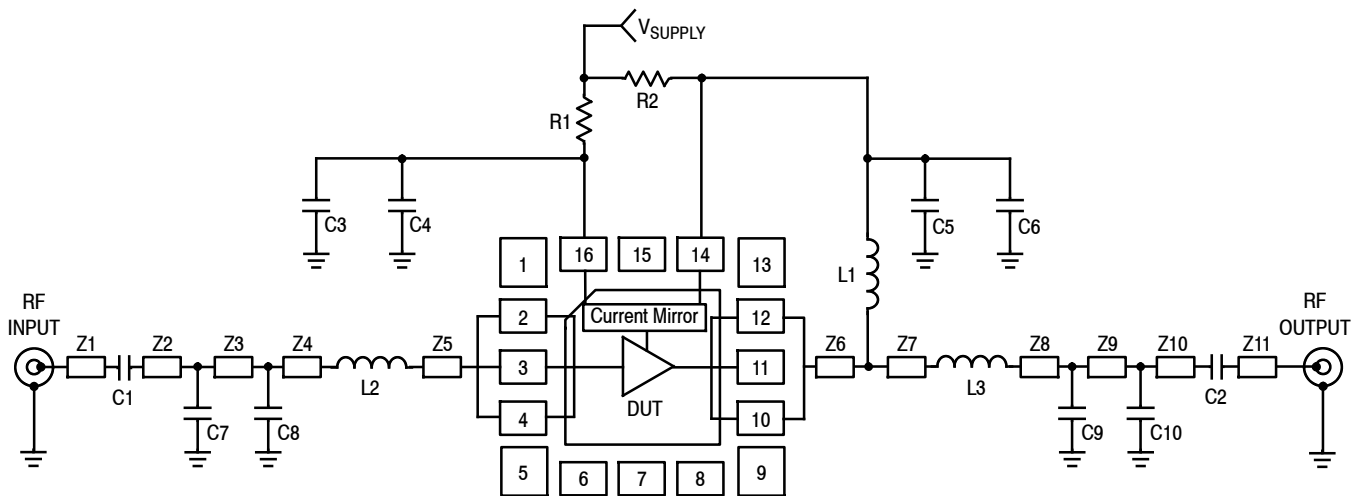 VSUPPLY
R2
R1
C3
C4
C5
C6
1
16
15
14
13
L1
RF
INPUT
RF
OUTPUT
2
Current Mirror
12
Z1
Z2
Z3
Z4
Z5
3
11
Z6
Z7
Z8
Z9
Z10
Z11
C1
L2
DUT
L3
C2
4
10
C7
C8
C9
C10
5
6
7
8
9